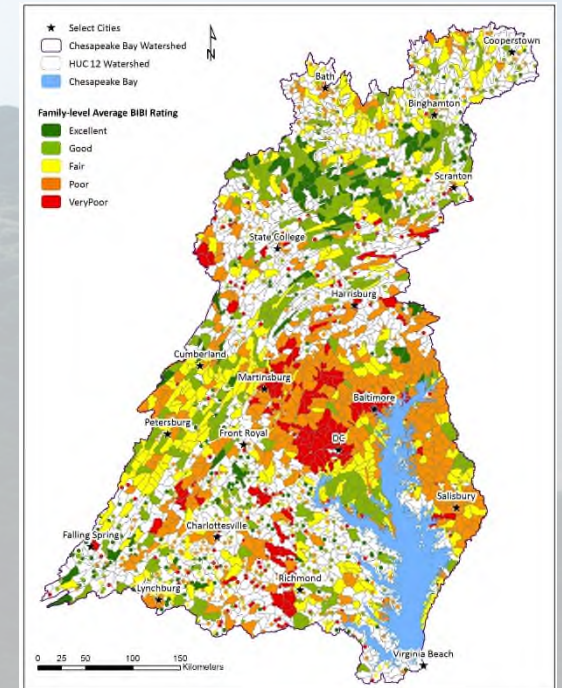 Select Cities
Chesapeake Bay Watershed
HUC 12 Watershed
Chesapeake Bay
N
Family-level Average BIBI Rating
Excellent
Good
Fair
Poor
VeryPoor
Cooperstown
Bath
Binghamton
Scranton
State College
Harrisburg
Cumberland
Martinsburg
Baltimore
Petersburg
Front Royal
DC
Salisbury
Falling Spring
Charlottesville
Lynchburg
Richmond
Virginia Beach
0 25 50 100 150
Kilometers